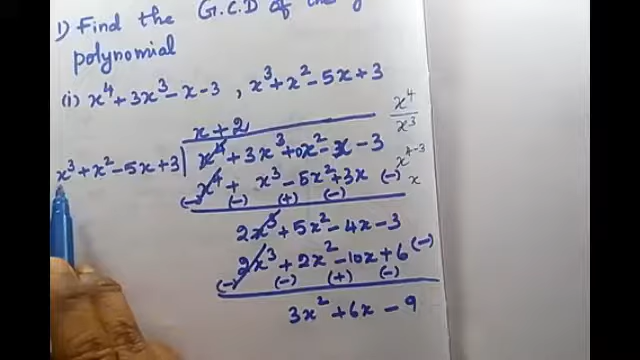 1) Find the G.C.D of the
polynomial
(i) x⁴+3x³-x-3 , x³+x²-5x+3
x⁴/x³
x+2
x³+x²-5x+3 | x⁴+3x³+0x²-x-3
x⁴⁻³
x⁴+ x³-5x²+3x
x
(-) (-) (+) (-) (-)
2x³+5x²-4x-3
2x³+2x²-10x+6 (-)
(-) (-) (+) (-)
3x²+6x-9